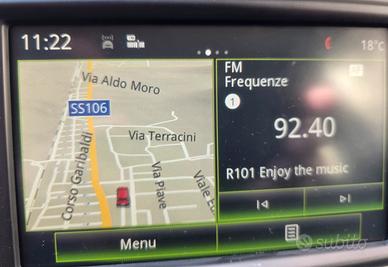 11:22
18°c
Via Aldo Moro
SS106
Via Terracini
Corso Garibaldi
Via Piave
Viale
FM
Frequenze
1
92.40
R101 Enjoy the music
Menu
subito.it